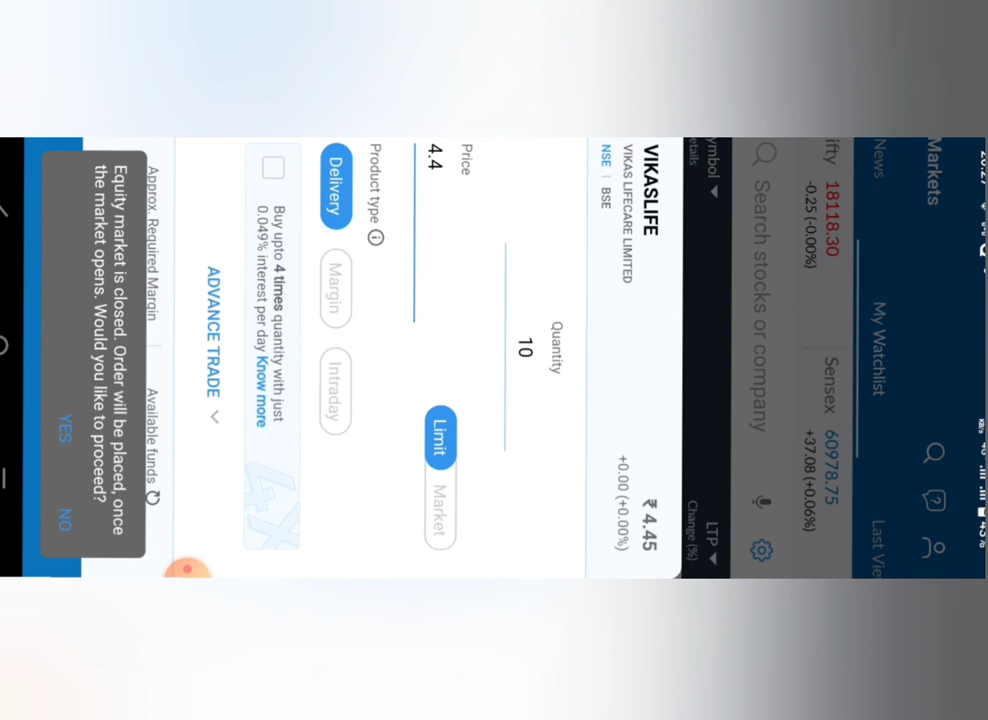 Markets
News My Watchlist Last Vie
ifty 18118.30 Sensex 60978.75
-0.25 (-0.00%) +37.08 (+0.06%)
Search stocks or company
ymbol LTP
etails Change (%)
VIKASLIFE ₹ 4.45
VIKAS LIFECARE LIMITED +0.00 (+0.00%)
NSE | BSE
Quantity
10
Price
4.4 Limit Market
Product type
Delivery Margin Intraday
Buy upto 4 times quantity with just
0.049% interest per day Know more
4X
ADVANCE TRADE
Approx. Required Margin Available funds
Equity market is closed. Order will be placed, once
the market opens. Would you like to proceed?
YES NO